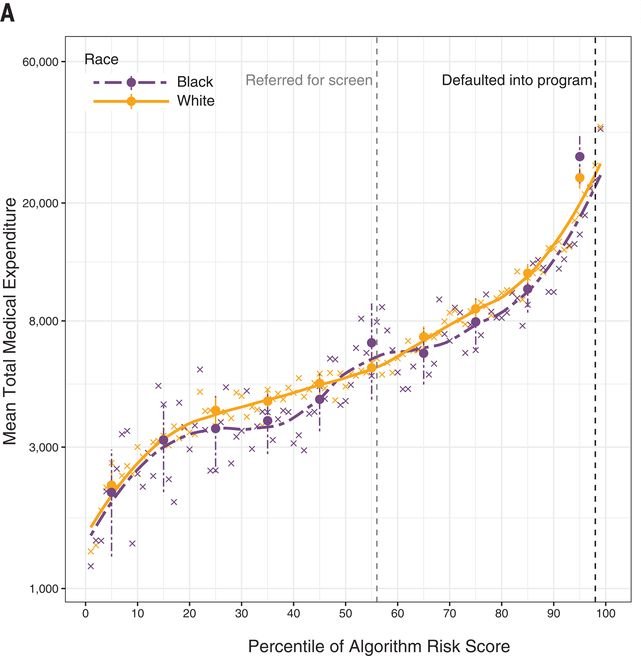 A
60,000
20,000
8,000
3,000
1,000
Mean Total Medical Expenditure
Race
Black
White
Referred for screen
Defaulted into program
0 10 20 30 40 50 60 70 80 90 100
Percentile of Algorithm Risk Score